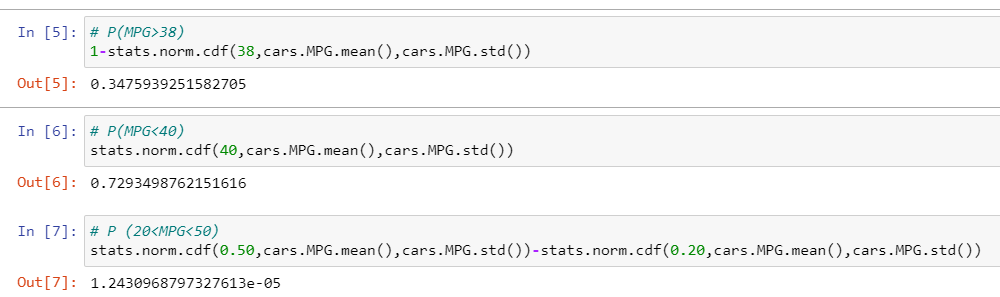 In [5]: # P(MPG>38)
1-stats.norm.cdf(38,cars.MPG.mean(),cars.MPG.std())
Out[5]: 0.3475939251582705
In [6]: # P(MPG<40)
stats.norm.cdf(40,cars.MPG.mean(),cars.MPG.std())
Out[6]: 0.7293498762151616
In [7]: # P (20<MPG<50)
stats.norm.cdf(0.50,cars.MPG.mean(),cars.MPG.std())-stats.norm.cdf(0.20,cars.MPG.mean(),cars.MPG.std())
Out[7]: 1.2430968797327613e-05